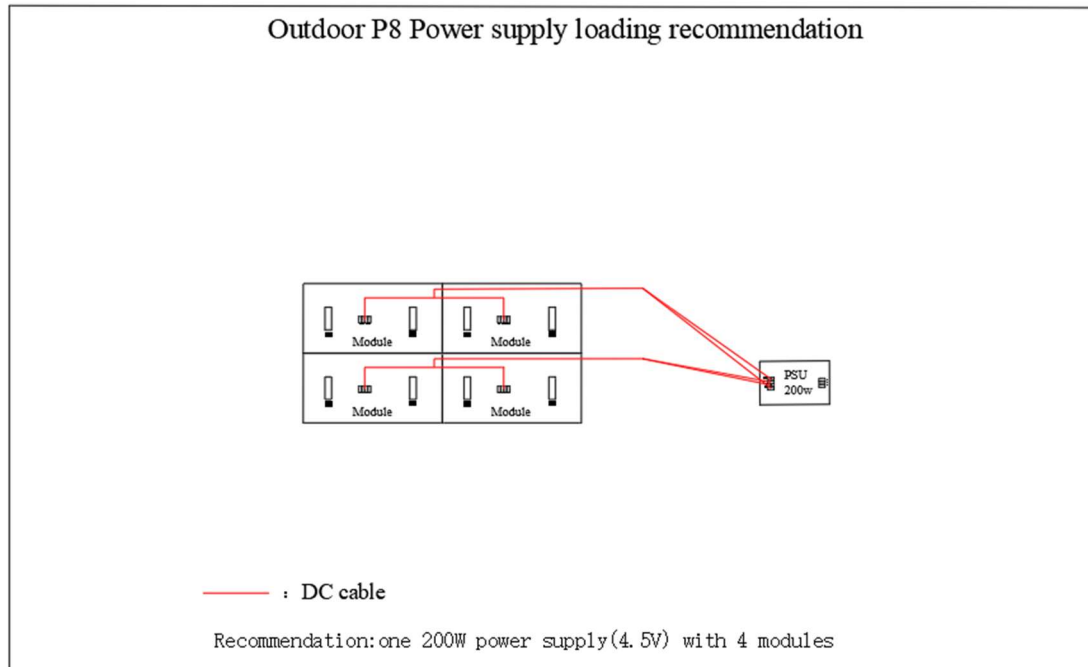 Outdoor P8 Power supply loading recommendation
Module
Module
Module
Module
PSU
200w
: DC cable
Recommendation:one 200W power supply(4.5V) with 4 modules